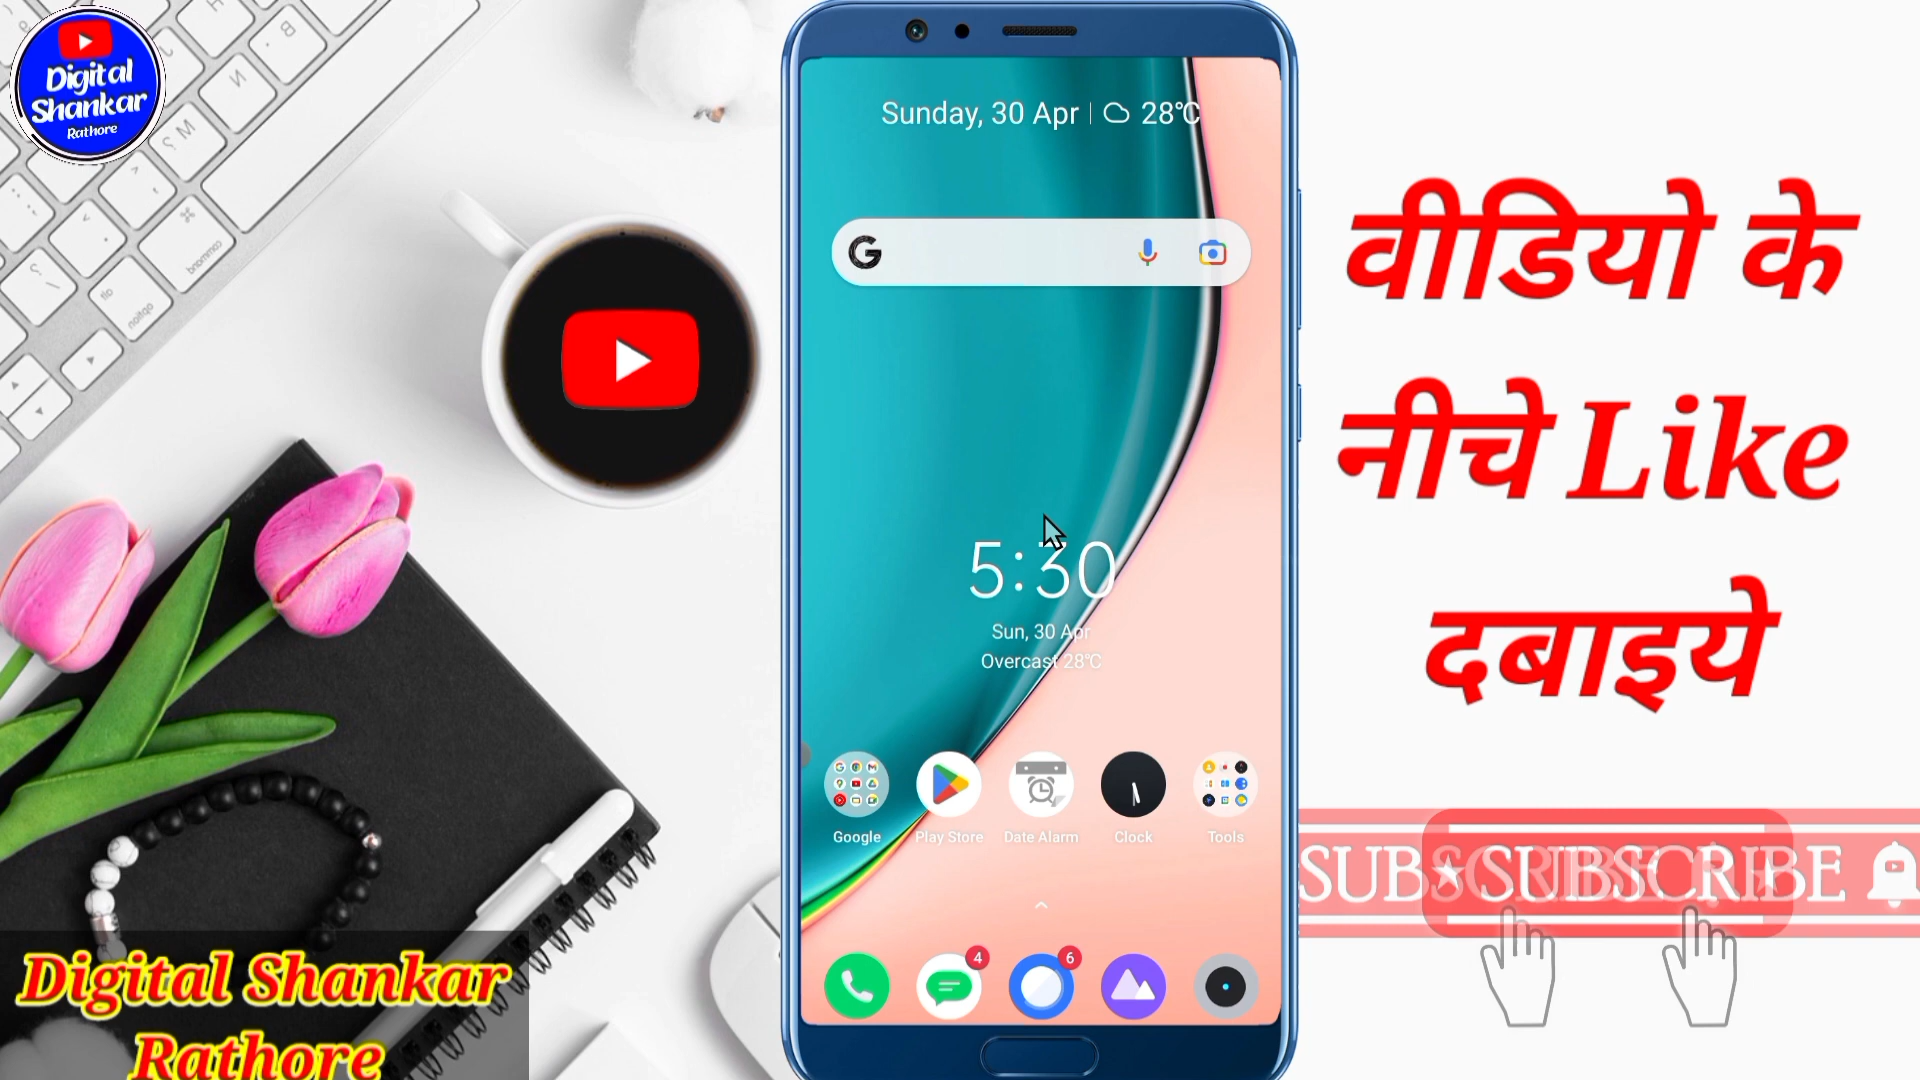 Digital
Shankar
Rathore
Sunday, 30 Apr | 28°C
5:30
Sun, 30 Apr
Overcast 28°C
Google
Play Store
Date Alarm
Clock
Tools
4
6
वीडियो के
नीचे Like
दबाइये
SUBSCRIBE
Digital Shankar
Rathore